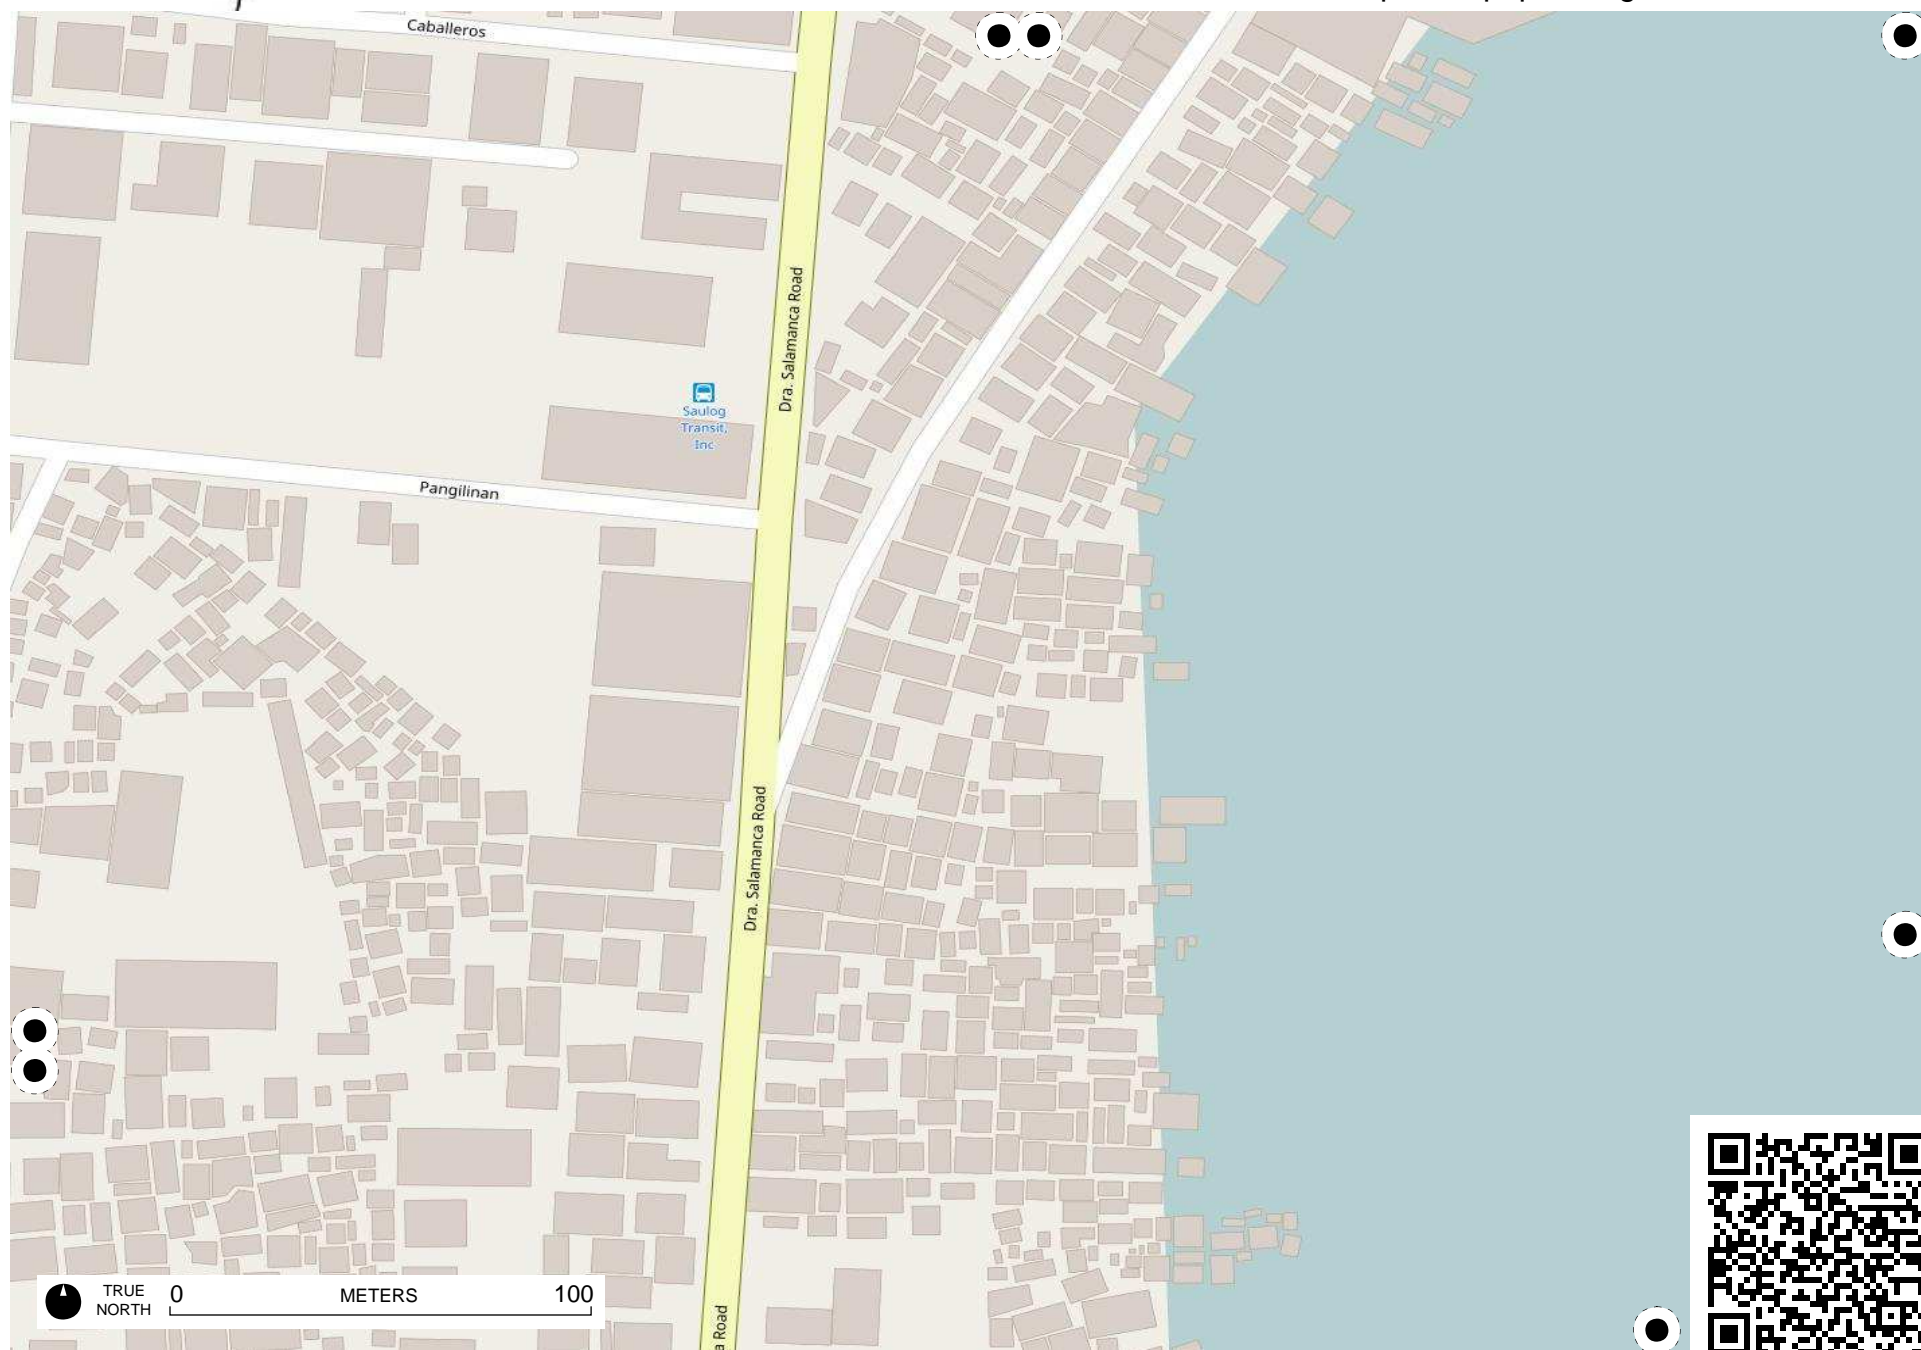 Caballeros
Dra. Salamanca Road
Saulog
Transit,
Inc
Pangilinan
Dra. Salamanca Road
TRUE
NORTH
0 METERS 100
a Road